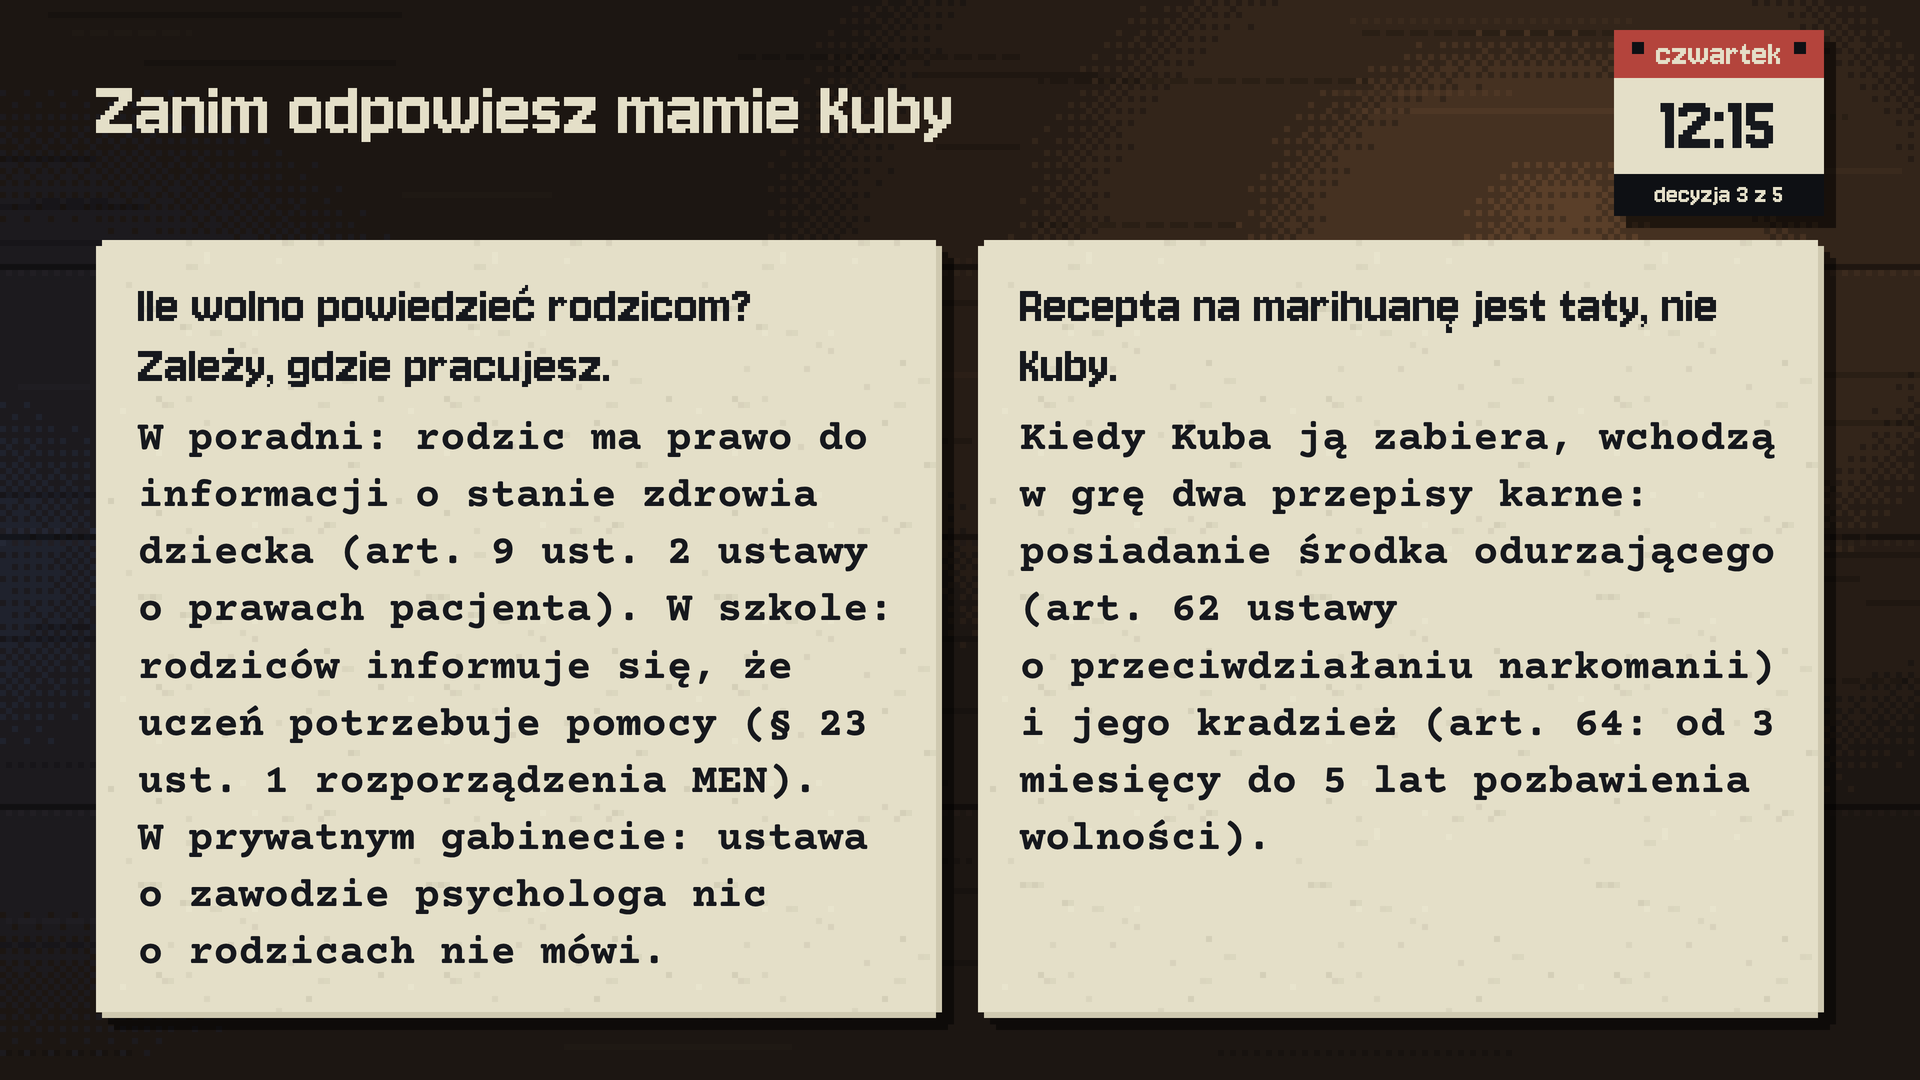 Zanim odpowiesz mamie Kuby
czwartek
12:15
decyzja 3 z 5
Ile wolno powiedzieć rodzicom?
Zależy, gdzie pracujesz.
W poradni: rodzic ma prawo do
informacji o stanie zdrowia
dziecka (art. 9 ust. 2 ustawy
o prawach pacjenta). W szkole:
rodziców informuje się, że
uczeń potrzebuje pomocy (§ 23
ust. 1 rozporządzenia MEN).
W prywatnym gabinecie: ustawa
o zawodzie psychologa nic
o rodzicach nie mówi.
Recepta na marihuanę jest taty, nie
Kuby.
Kiedy Kuba ją zabiera, wchodzą
w grę dwa przepisy karne:
posiadanie środka odurzającego
(art. 62 ustawy
o przeciwdziałaniu narkomanii)
i jego kradzież (art. 64: od 3
miesięcy do 5 lat pozbawienia
wolności).